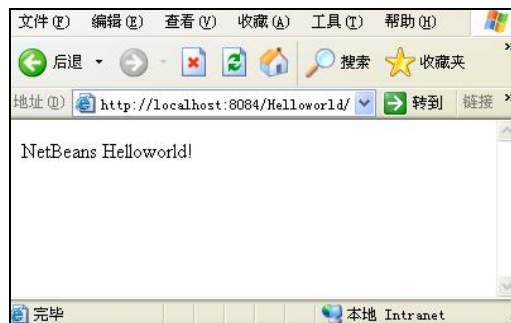 文件(F) 编辑(E) 查看(V) 收藏(A) 工具(T) 帮助(H)
后退 搜索 收藏夹 »
地址(D) http://localhost:8084/Helloworld/ 转到 链接 »
NetBeans Helloworld!
完毕 本地 Intranet